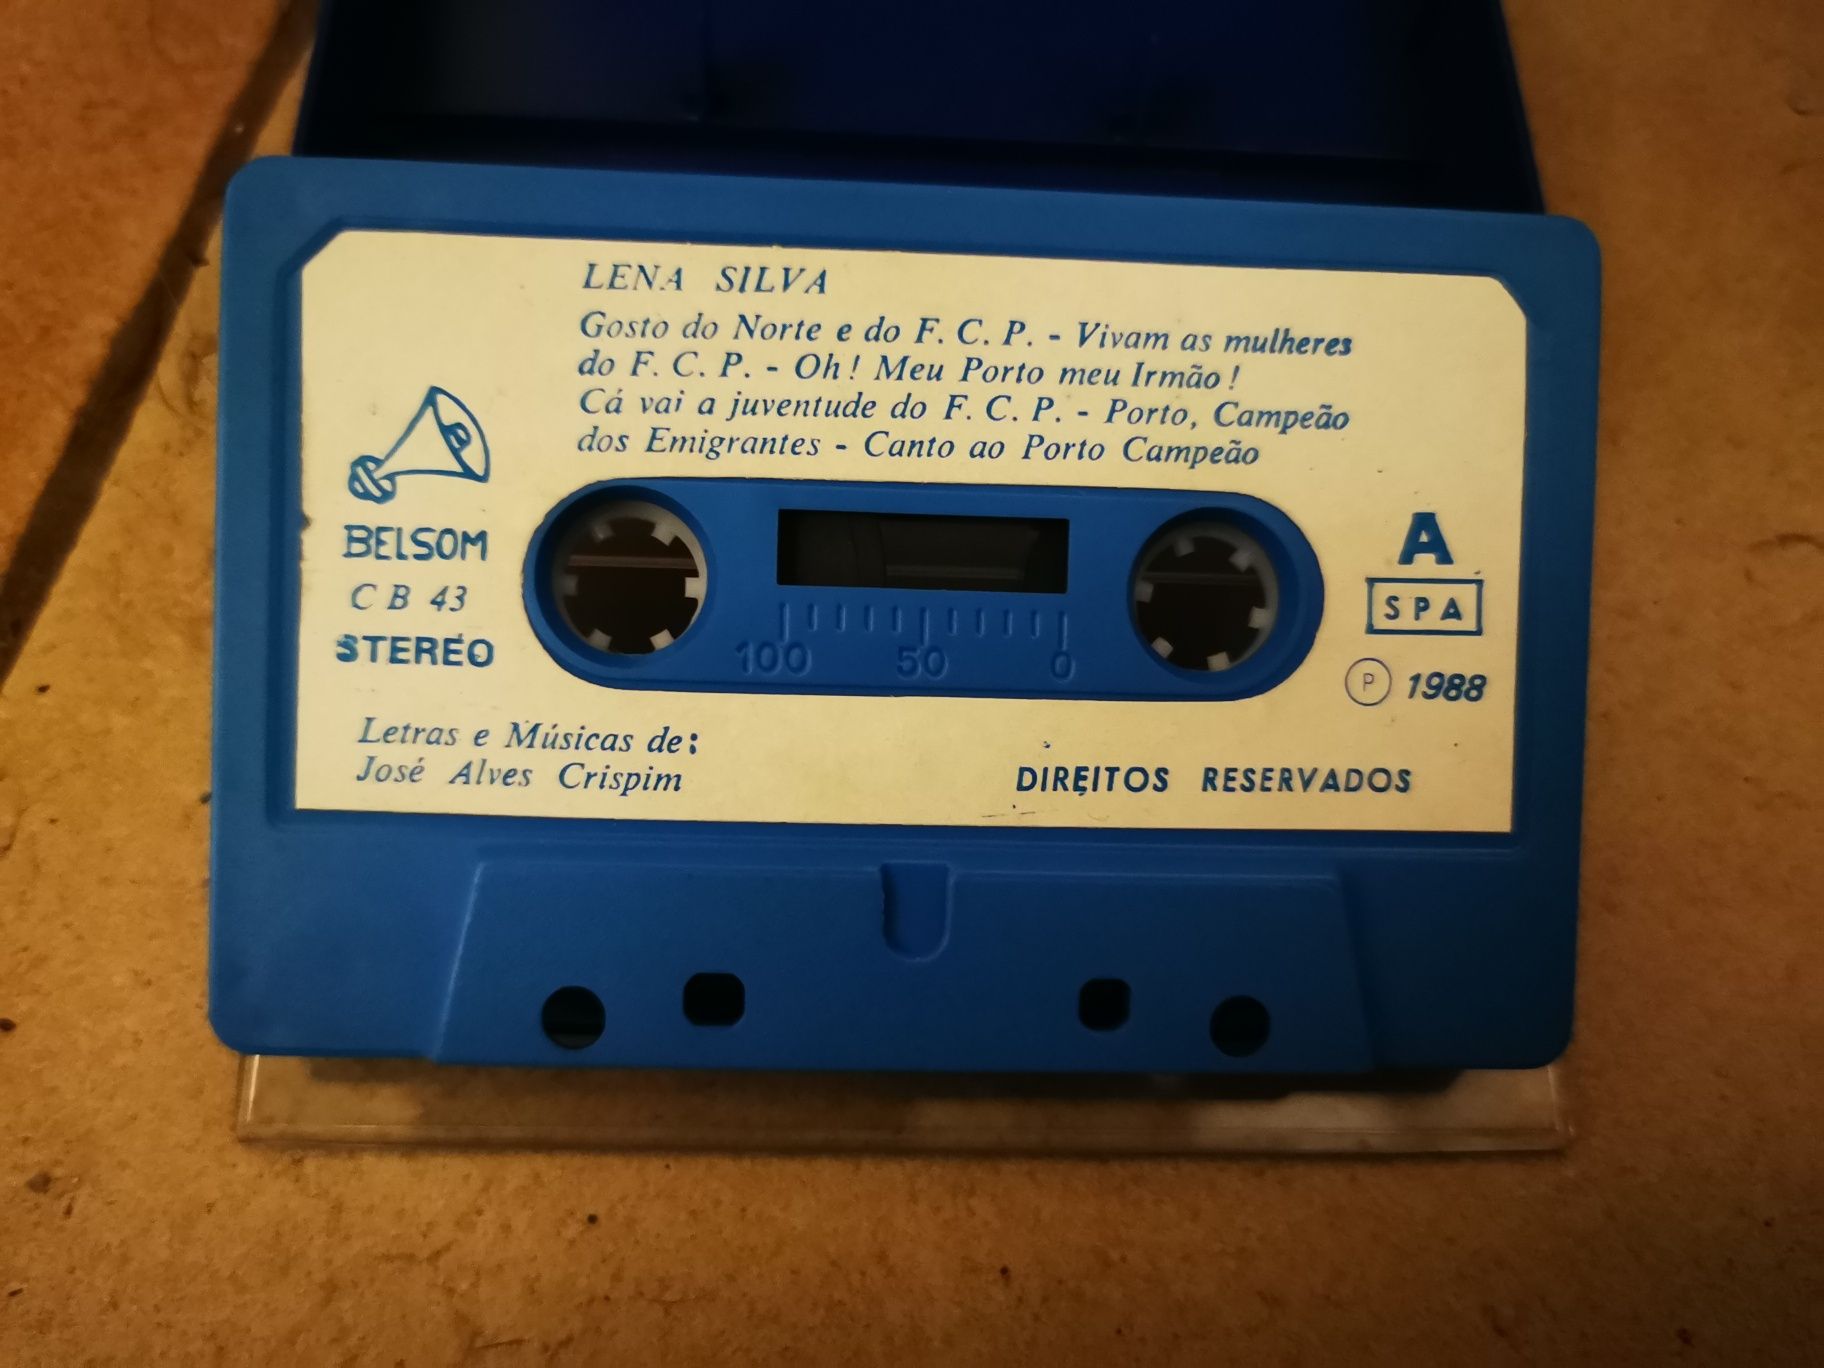 LENA SILVA
Gosto do Norte e do F. C. P. - Vivam as mulheres
do F. C. P. - Oh! Meu Porto meu Irmão!
Cá vai a juventude do F. C. P. - Porto, Campeão
dos Emigrantes - Canto ao Porto Campeão
BELSOM
C B 43
STEREO
100 50 0
A
SPA
Ⓟ 1988
Letras e Músicas de:
José Alves Crispim
DIREITOS RESERVADOS